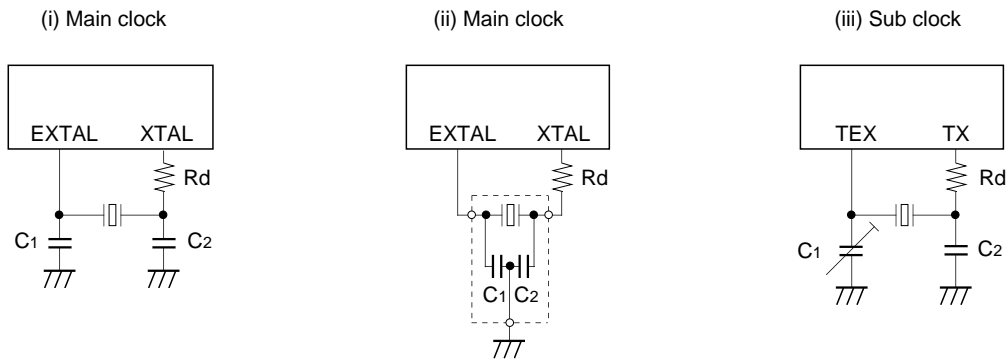 (i) Main clock
EXTAL XTAL
Rd
C1 C2
(ii) Main clock
EXTAL XTAL
Rd
C1 C2
(iii) Sub clock
TEX TX
Rd
C1 C2